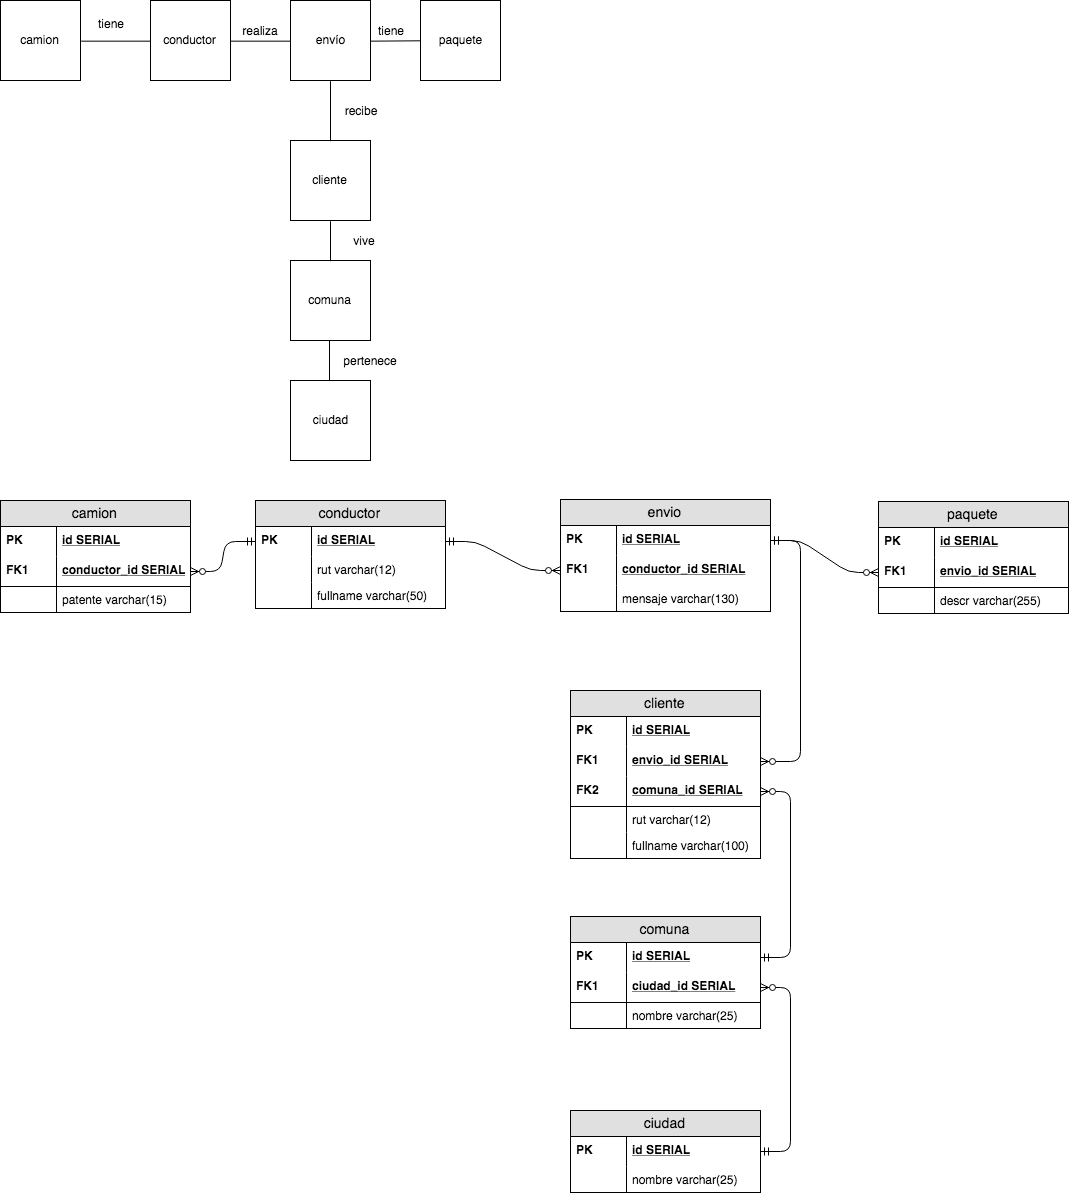 tiene
realiza
tiene
camion
conductor
envío
paquete
recibe
cliente
vive
comuna
pertenece
ciudad
camion
PK id SERIAL
FK1 conductor_id SERIAL
patente varchar(15)
conductor
PK id SERIAL
rut varchar(12)
fullname varchar(50)
envio
PK id SERIAL
FK1 conductor_id SERIAL
mensaje varchar(130)
paquete
PK id SERIAL
FK1 envio_id SERIAL
descr varchar(255)
cliente
PK id SERIAL
FK1 envio_id SERIAL
FK2 comuna_id SERIAL
rut varchar(12)
fullname varchar(100)
comuna
PK id SERIAL
FK1 ciudad_id SERIAL
nombre varchar(25)
ciudad
PK id SERIAL
nombre varchar(25)